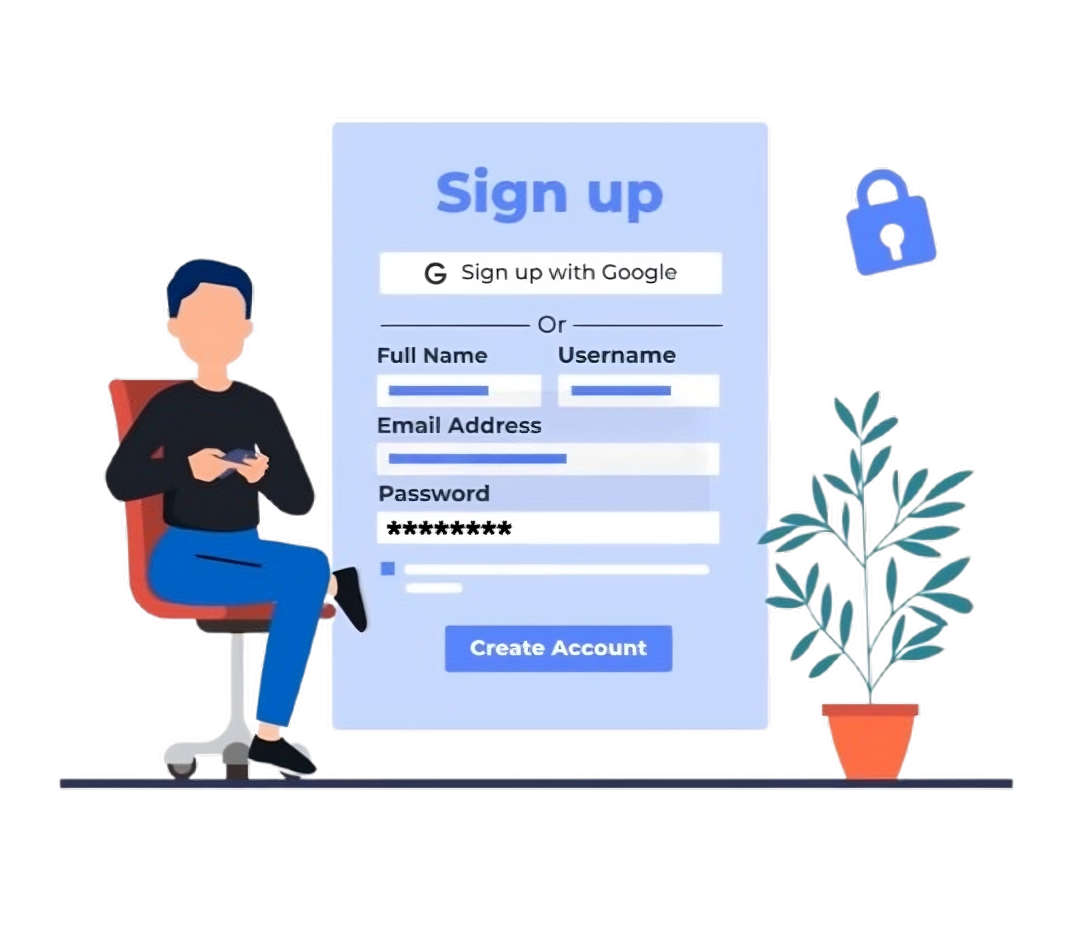 Sign up
G Sign up with Google
Or
Full Name Username
Email Address
Password
********
Create Account